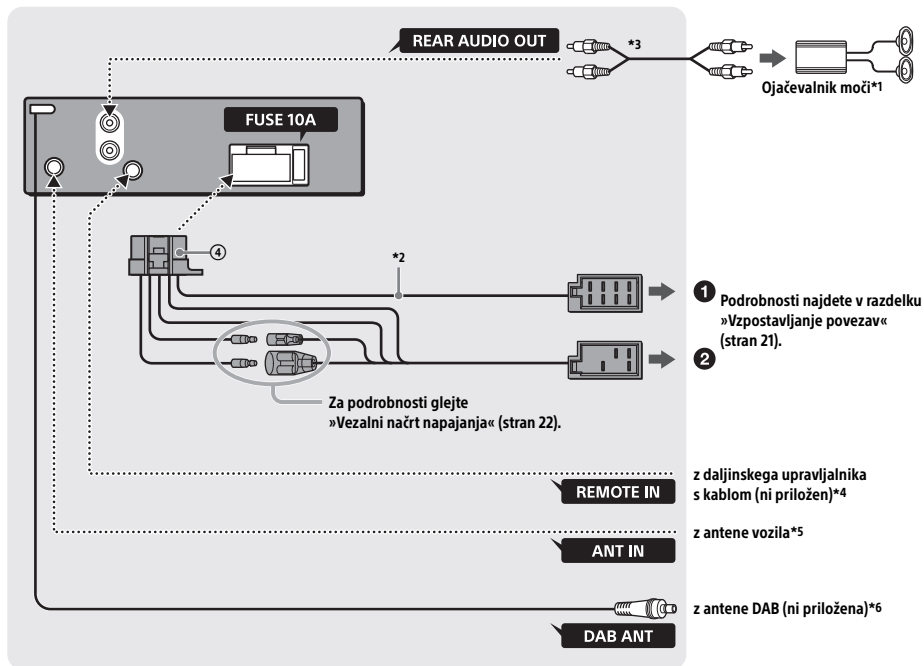 REAR AUDIO OUT
*3
Ojačevalnik moči*1
FUSE 10A
④
*2
❶
Podrobnosti najdete v razdelku
»Vzpostavljanje povezav«
(stran 21).
❷
Za podrobnosti glejte
»Vezalni načrt napajanja« (stran 22).
z daljinskega upravljalnika
s kablom (ni priložen)*4
REMOTE IN
z antene vozila*5
ANT IN
z antene DAB (ni priložena)*6
DAB ANT